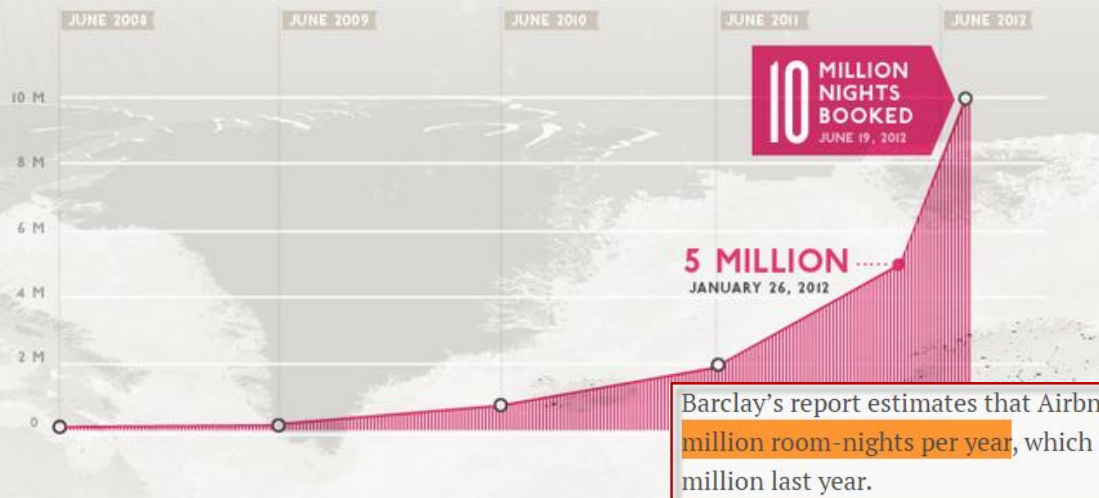 JUNE 2008
JUNE 2009
JUNE 2010
JUNE 2011
JUNE 2012
10 MILLION
NIGHTS
BOOKED
JUNE 19, 2012
10 M
8 M
6 M
5 MILLION
JANUARY 26, 2012
4 M
2 M
0
Barclay's report estimates that
million room-nights per year, which
million last year.